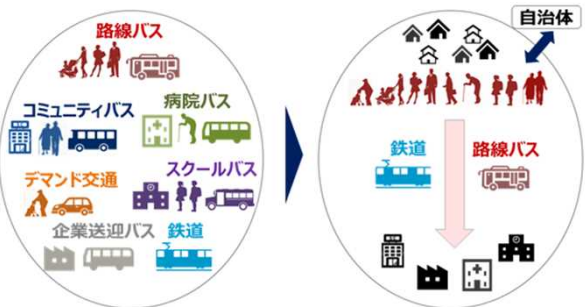 路線バス
コミュニティバス
病院バス
デマンド交通
スクールバス
企業送迎バス
鉄道
自治体
鉄道
路線バス